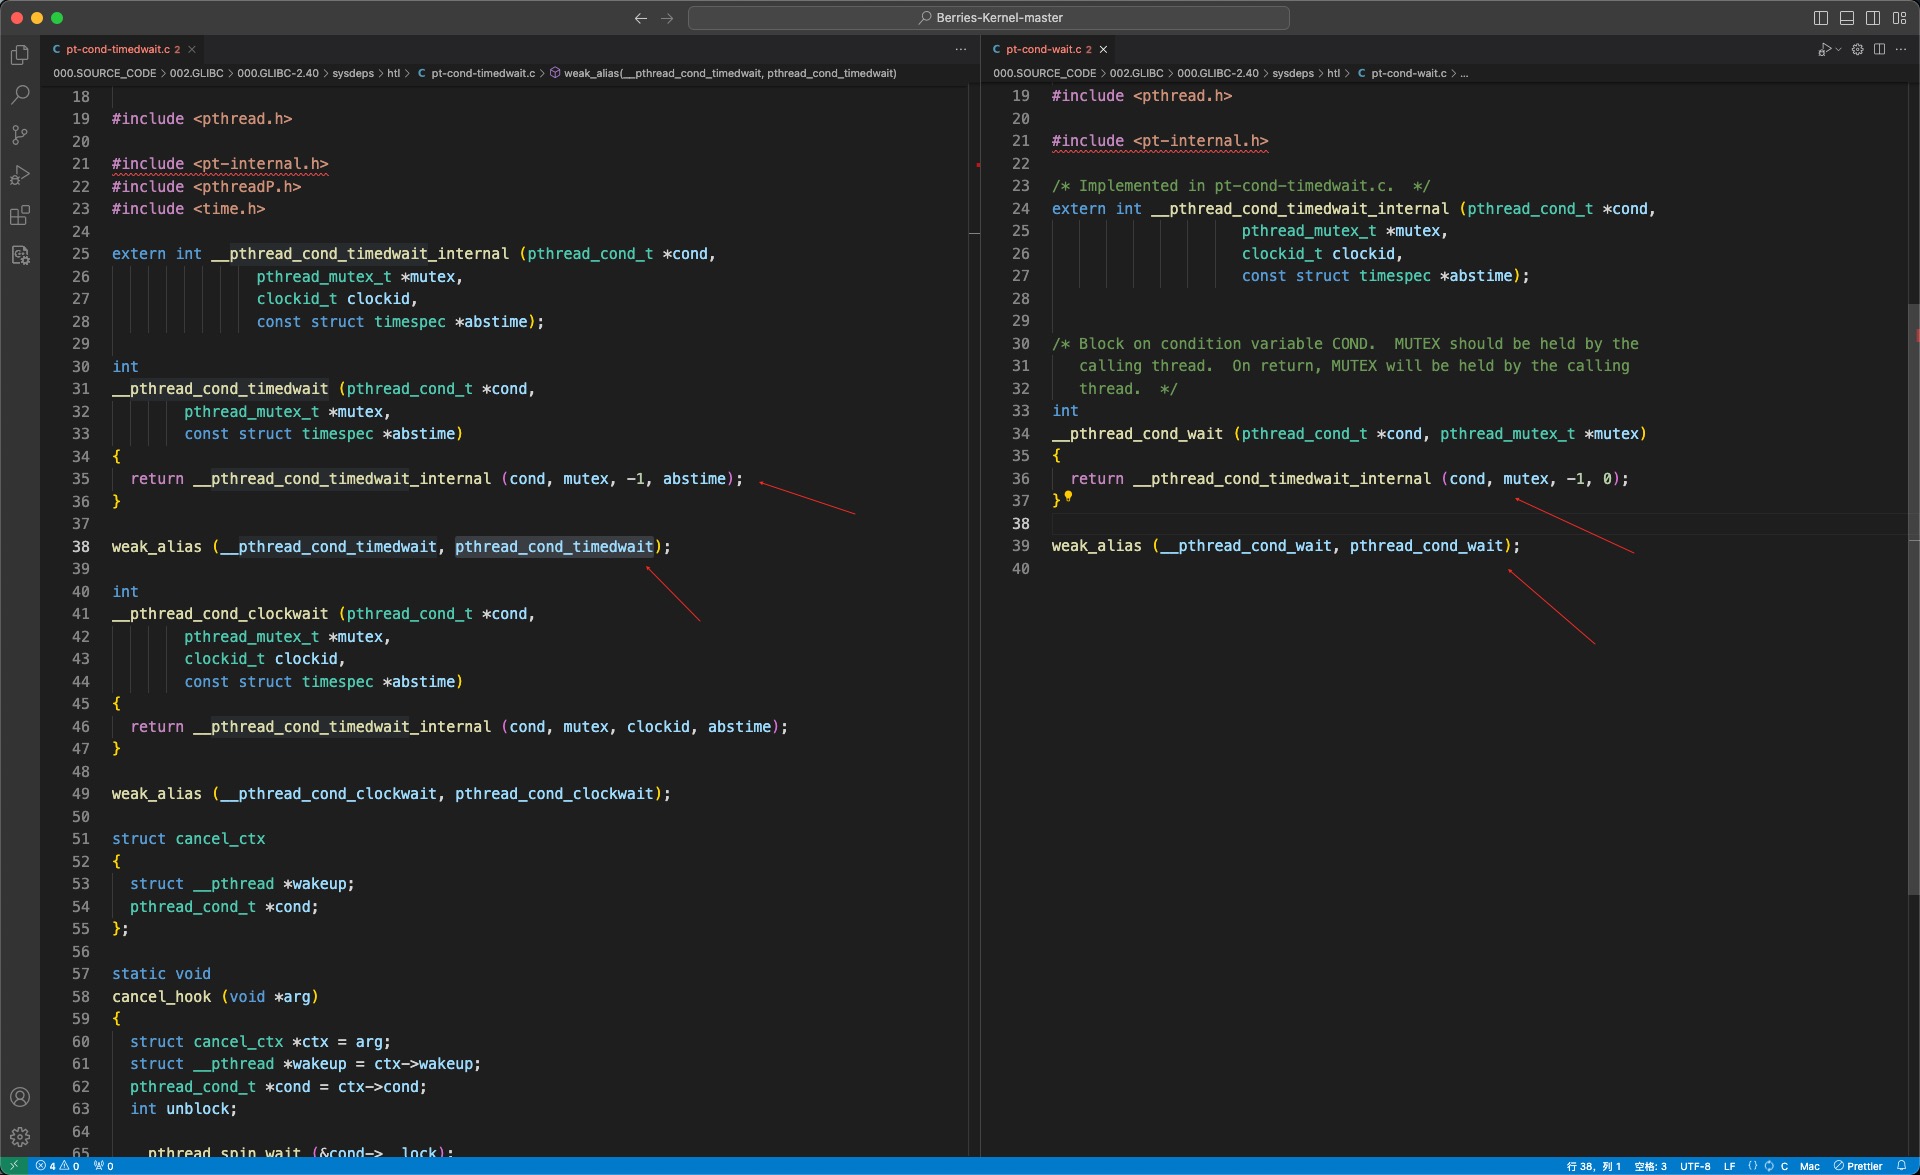 Berries-Kernel-master
C pt-cond-timedwait.c 2
000.SOURCE_CODE > 002.GLIBC > 000.GLIBC-2.40 > sysdeps > htl > C pt-cond-timedwait.c > weak_alias(__pthread_cond_timedwait, pthread_cond_timedwait)
18
19 #include <pthread.h>
20
21 #include <pt-internal.h>
22 #include <pthreadP.h>
23 #include <time.h>
24
25 extern int __pthread_cond_timedwait_internal (pthread_cond_t *cond,
26 pthread_mutex_t *mutex,
27 clockid_t clockid,
28 const struct timespec *abstime);
29
30 int
31 __pthread_cond_timedwait (pthread_cond_t *cond,
32 pthread_mutex_t *mutex,
33 const struct timespec *abstime)
34 {
35 return __pthread_cond_timedwait_internal (cond, mutex, -1, abstime);
36 }
37
38 weak_alias (__pthread_cond_timedwait, pthread_cond_timedwait);
39
40 int
41 __pthread_cond_clockwait (pthread_cond_t *cond,
42 pthread_mutex_t *mutex,
43 clockid_t clockid,
44 const struct timespec *abstime)
45 {
46 return __pthread_cond_timedwait_internal (cond, mutex, clockid, abstime);
47 }
48
49 weak_alias (__pthread_cond_clockwait, pthread_cond_clockwait);
50
51 struct cancel_ctx
52 {
53 struct __pthread *wakeup;
54 pthread_cond_t *cond;
55 };
56
57 static void
58 cancel_hook (void *arg)
59 {
60 struct cancel_ctx *ctx = arg;
61 struct __pthread *wakeup = ctx->wakeup;
62 pthread_cond_t *cond = ctx->cond;
63 int unblock;
64
65 __pthread_spin_wait (&cond->__lock);
C pt-cond-wait.c 2
000.SOURCE_CODE > 002.GLIBC > 000.GLIBC-2.40 > sysdeps > htl > C pt-cond-wait.c > ...
19 #include <pthread.h>
20
21 #include <pt-internal.h>
22
23 /* Implemented in pt-cond-timedwait.c.  */
24 extern int __pthread_cond_timedwait_internal (pthread_cond_t *cond,
25 pthread_mutex_t *mutex,
26 clockid_t clockid,
27 const struct timespec *abstime);
28
29
30 /* Block on condition variable COND.  MUTEX should be held by the
31 calling thread.  On return, MUTEX will be held by the calling
32 thread.  */
33 int
34 __pthread_cond_wait (pthread_cond_t *cond, pthread_mutex_t *mutex)
35 {
36 return __pthread_cond_timedwait_internal (cond, mutex, -1, 0);
37 }
38
39 weak_alias (__pthread_cond_wait, pthread_cond_wait);
40
4 0 0
行 38，列 1 空格: 3 UTF-8 LF C Mac Prettier